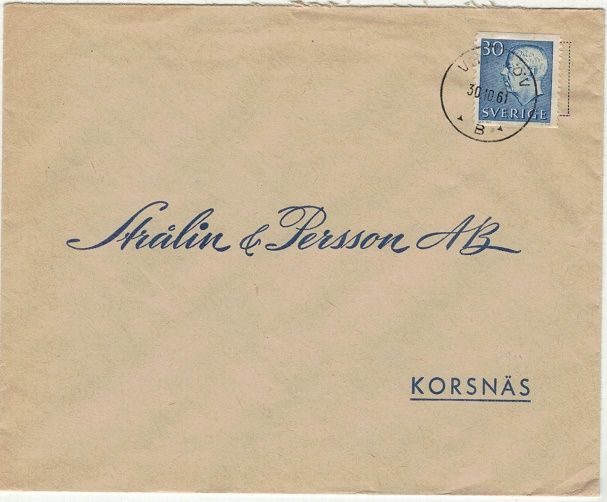 30
30.10.61
SVERIGE
B
Strålin & Persson AB
KORSNÄS